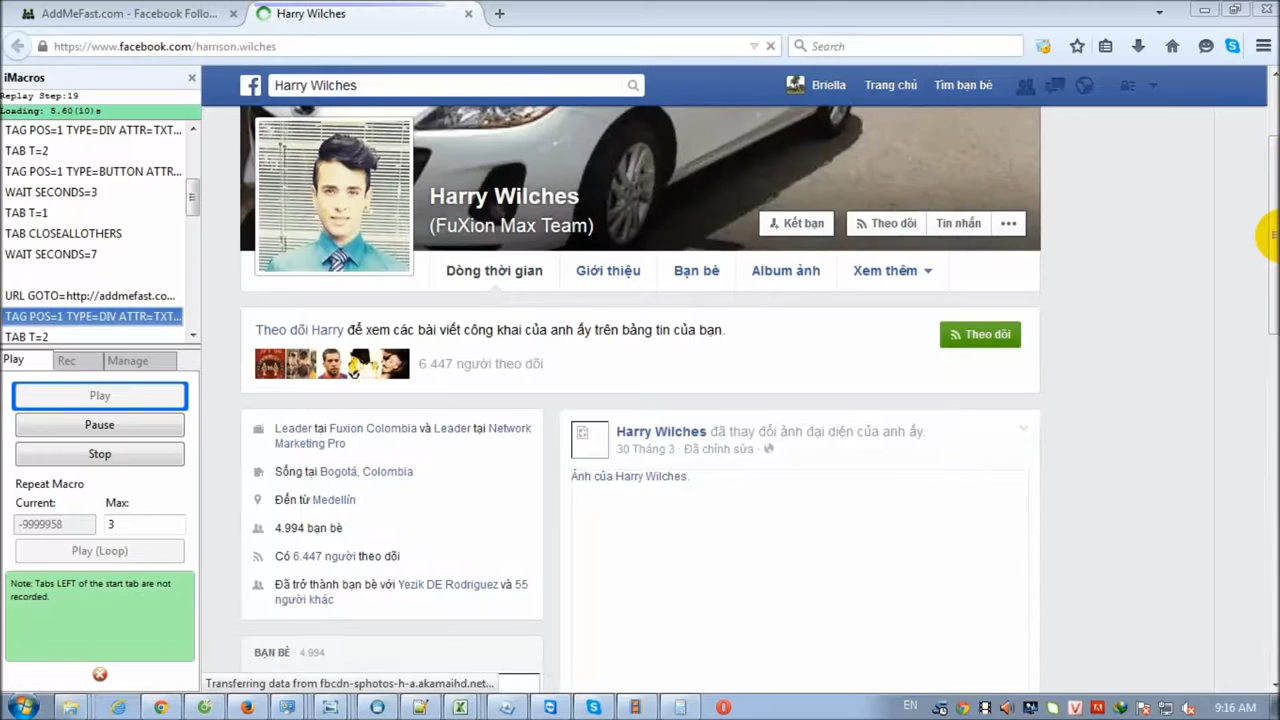 AddMeFast.com - Facebook Follo...
Harry Wilches
https://www.facebook.com/harrison.wilches
Search
iMacros
Replay Step:19
Loading: 5.60(10)s
TAG POS=1 TYPE=DIV ATTR=TXT...
TAB T=2
TAG POS=1 TYPE=BUTTON ATTR...
WAIT SECONDS=3
TAB T=1
TAB CLOSEALLOTHERS
WAIT SECONDS=7
URL GOTO=http://addmefast.co...
TAG POS=1 TYPE=DIV ATTR=TXT...
TAB T=2
Play
Rec
Manage
Play
Pause
Stop
Repeat Macro
Current:
Max:
-9999958
3
Play (Loop)
Note: Tabs LEFT of the start tab are not
recorded.
Harry Wilches
Briella
Trang chủ
Tìm bạn bè
Harry Wilches
(FuXion Max Team)
Kết bạn
Theo dõi
Tin nhắn
Dòng thời gian
Giới thiệu
Bạn bè
Album ảnh
Xem thêm
Theo dõi Harry để xem các bài viết công khai của anh ấy trên bảng tin của bạn.
Theo dõi
6.447 người theo dõi
Leader tại Fuxion Colombia và Leader tại Network
Marketing Pro
Sống tại Bogotá, Colombia
Đến từ Medellín
4.994 bạn bè
Có 6.447 người theo dõi
Đã trở thành bạn bè với Yezik DE Rodriguez và 55
người khác
BẠN BÈ · 4.994
Harry Wilches đã thay đổi ảnh đại diện của anh ấy.
30 Tháng 3 · Đã chỉnh sửa ·
Ảnh của Harry Wilches.
Transferring data from fbcdn-sphotos-h-a.akamaihd.net...
EN
9:16 AM